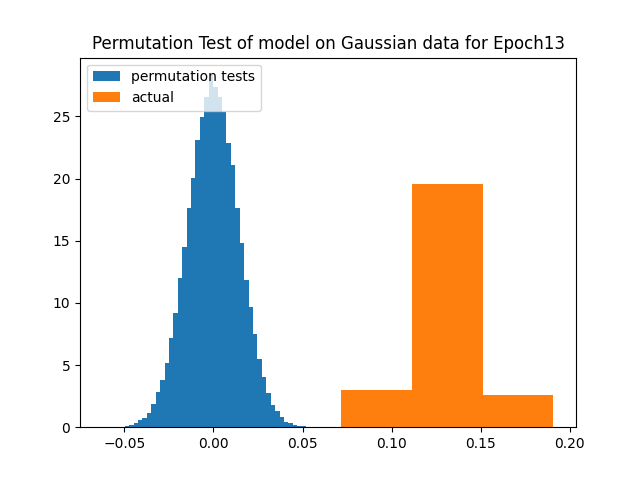 Permutation Test of model on Gaussian data for Epoch13
permutation tests
actual
25
20
15
10
5
0
−0.05 0.00 0.05 0.10 0.15 0.20